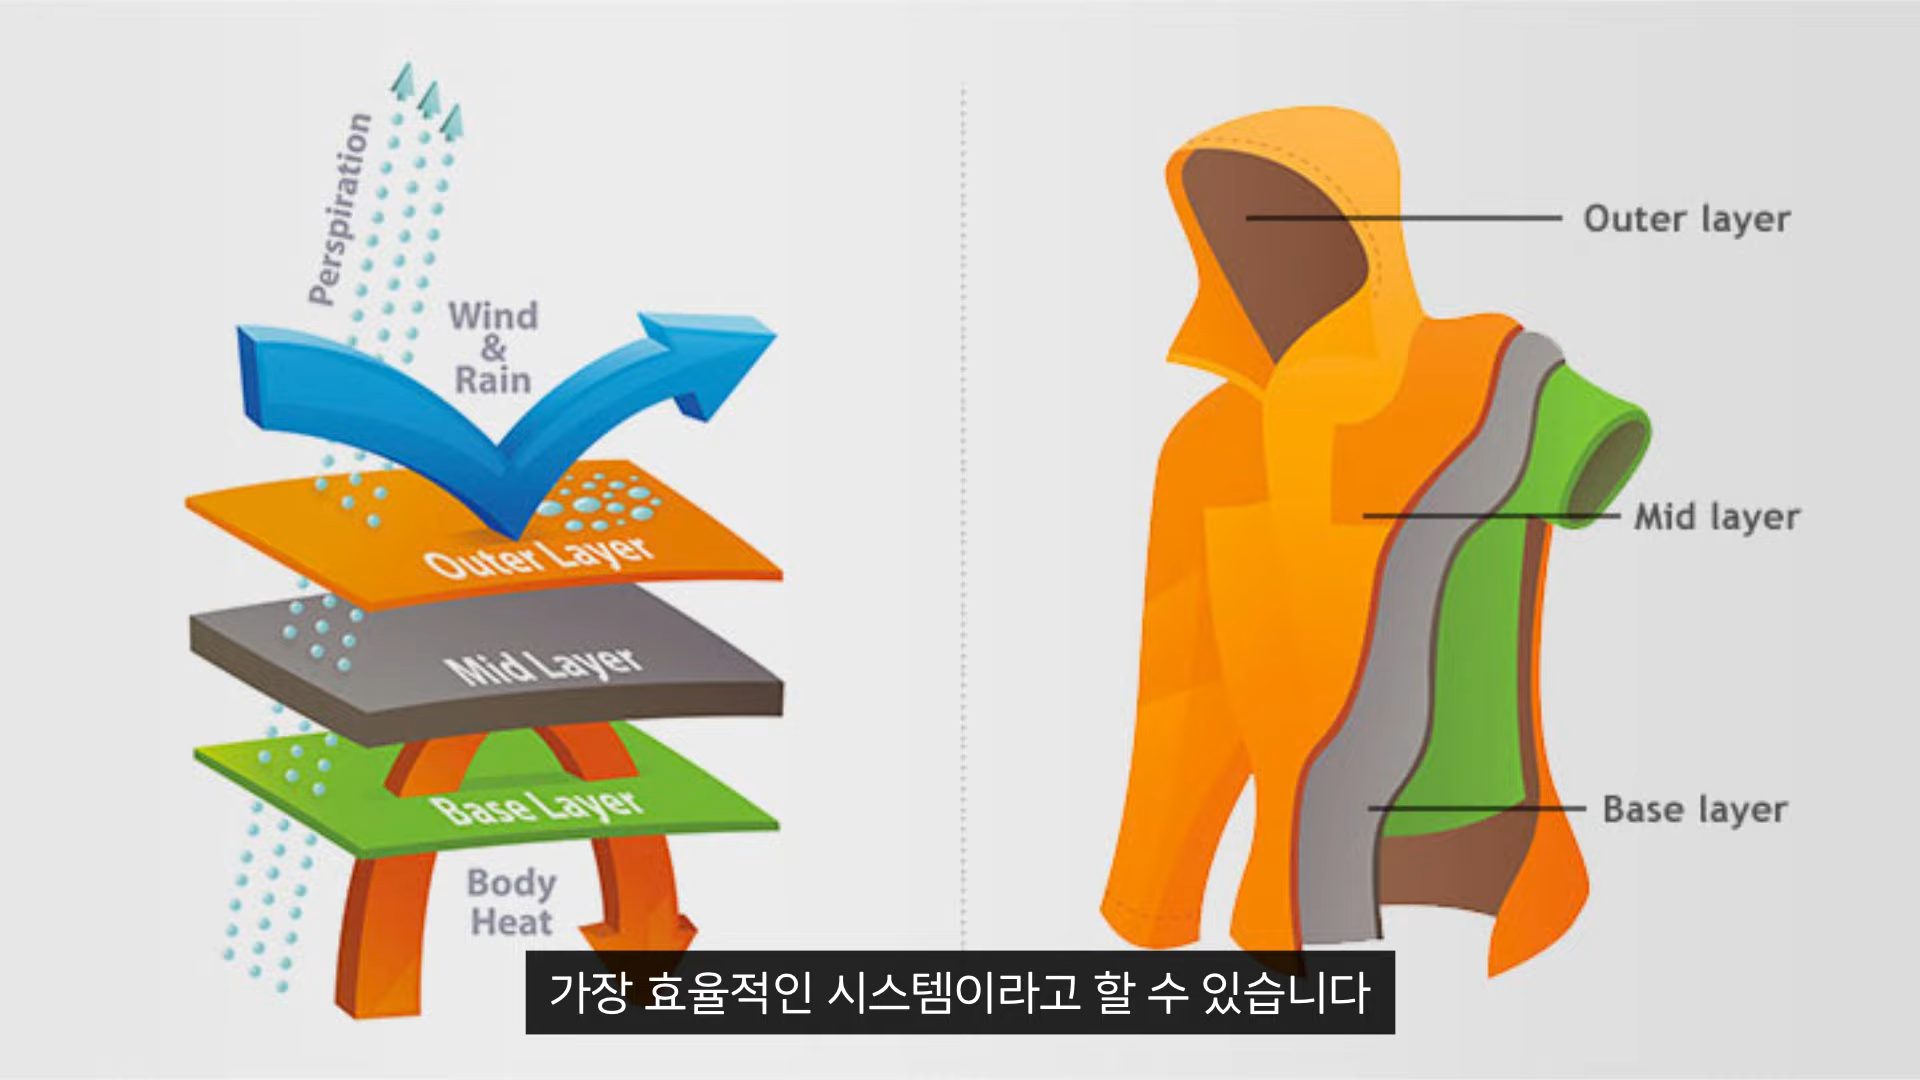 Perspiration
Wind
&
Rain
Outer Layer
Mid Layer
Base Layer
Body
Heat
Outer layer
Mid layer
Base layer
가장 효율적인 시스템이라고 할 수 있습니다